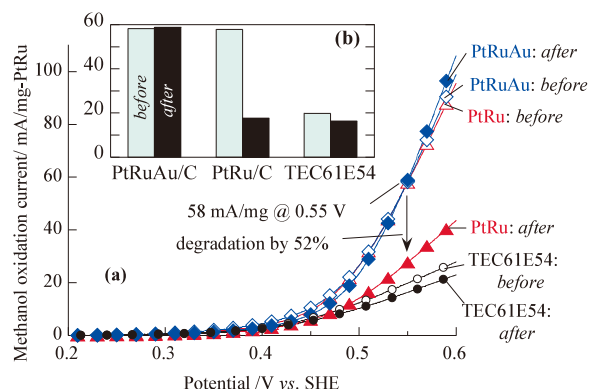 60
40
20
0
(b)
before
after
PtRuAu/C
PtRu/C
TEC61E54
Methanol oxidation current/ mA/mg-PtRu
100
80
60
40
20
0
PtRuAu: after
PtRuAu: before
PtRu: before
58 mA/mg @ 0.55 V
degradation by 52%
PtRu: after
TEC61E54:
before
TEC61E54:
after
(a)
0.2
0.3
0.4
0.5
0.6
Potential /V vs. SHE